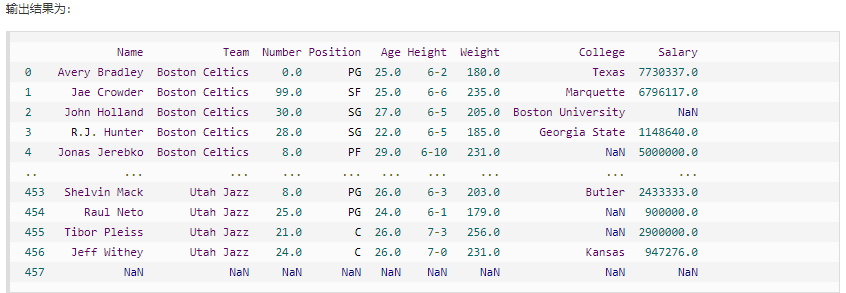 输出结果为:
Name Team Number Position Age Height Weight College Salary
0 Avery Bradley Boston Celtics 0.0 PG 25.0 6-2 180.0 Texas 7730337.0
1 Jae Crowder Boston Celtics 99.0 SF 25.0 6-6 235.0 Marquette 6796117.0
2 John Holland Boston Celtics 30.0 SG 27.0 6-5 205.0 Boston University NaN
3 R.J. Hunter Boston Celtics 28.0 SG 22.0 6-5 185.0 Georgia State 1148640.0
4 Jonas Jerebko Boston Celtics 8.0 PF 29.0 6-10 231.0 NaN 5000000.0
.. ... ... ... ... ... ... ... ... ...
453 Shelvin Mack Utah Jazz 8.0 PG 26.0 6-3 203.0 Butler 2433333.0
454 Raul Neto Utah Jazz 25.0 PG 24.0 6-1 179.0 NaN 900000.0
455 Tibor Pleiss Utah Jazz 21.0 C 26.0 7-3 256.0 NaN 2900000.0
456 Jeff Withey Utah Jazz 24.0 C 26.0 7-0 231.0 Kansas 947276.0
457 NaN NaN NaN NaN NaN NaN NaN NaN NaN